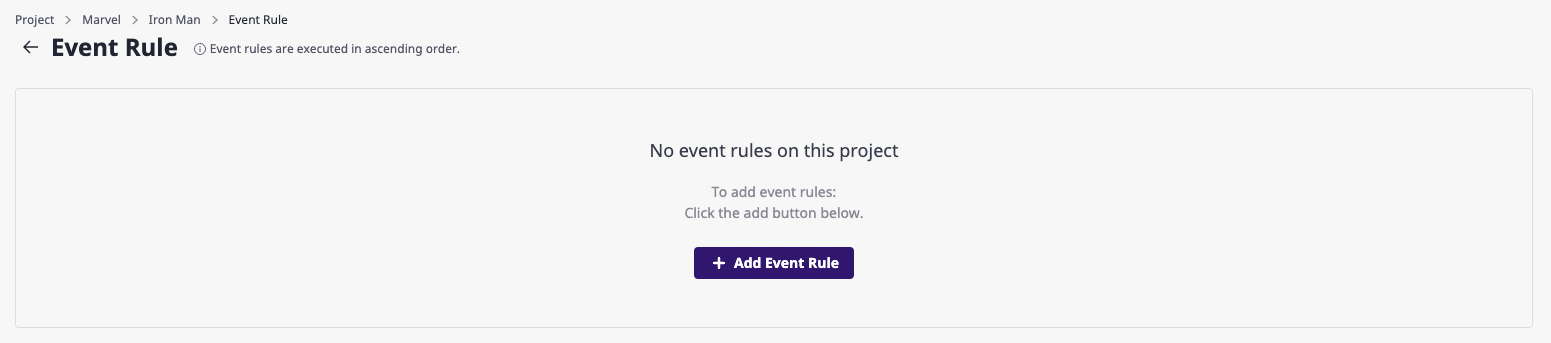 Project > Marvel > Iron Man > Event Rule
← Event Rule ⓘ Event rules are executed in ascending order.
No event rules on this project
To add event rules:
Click the add button below.
+ Add Event Rule